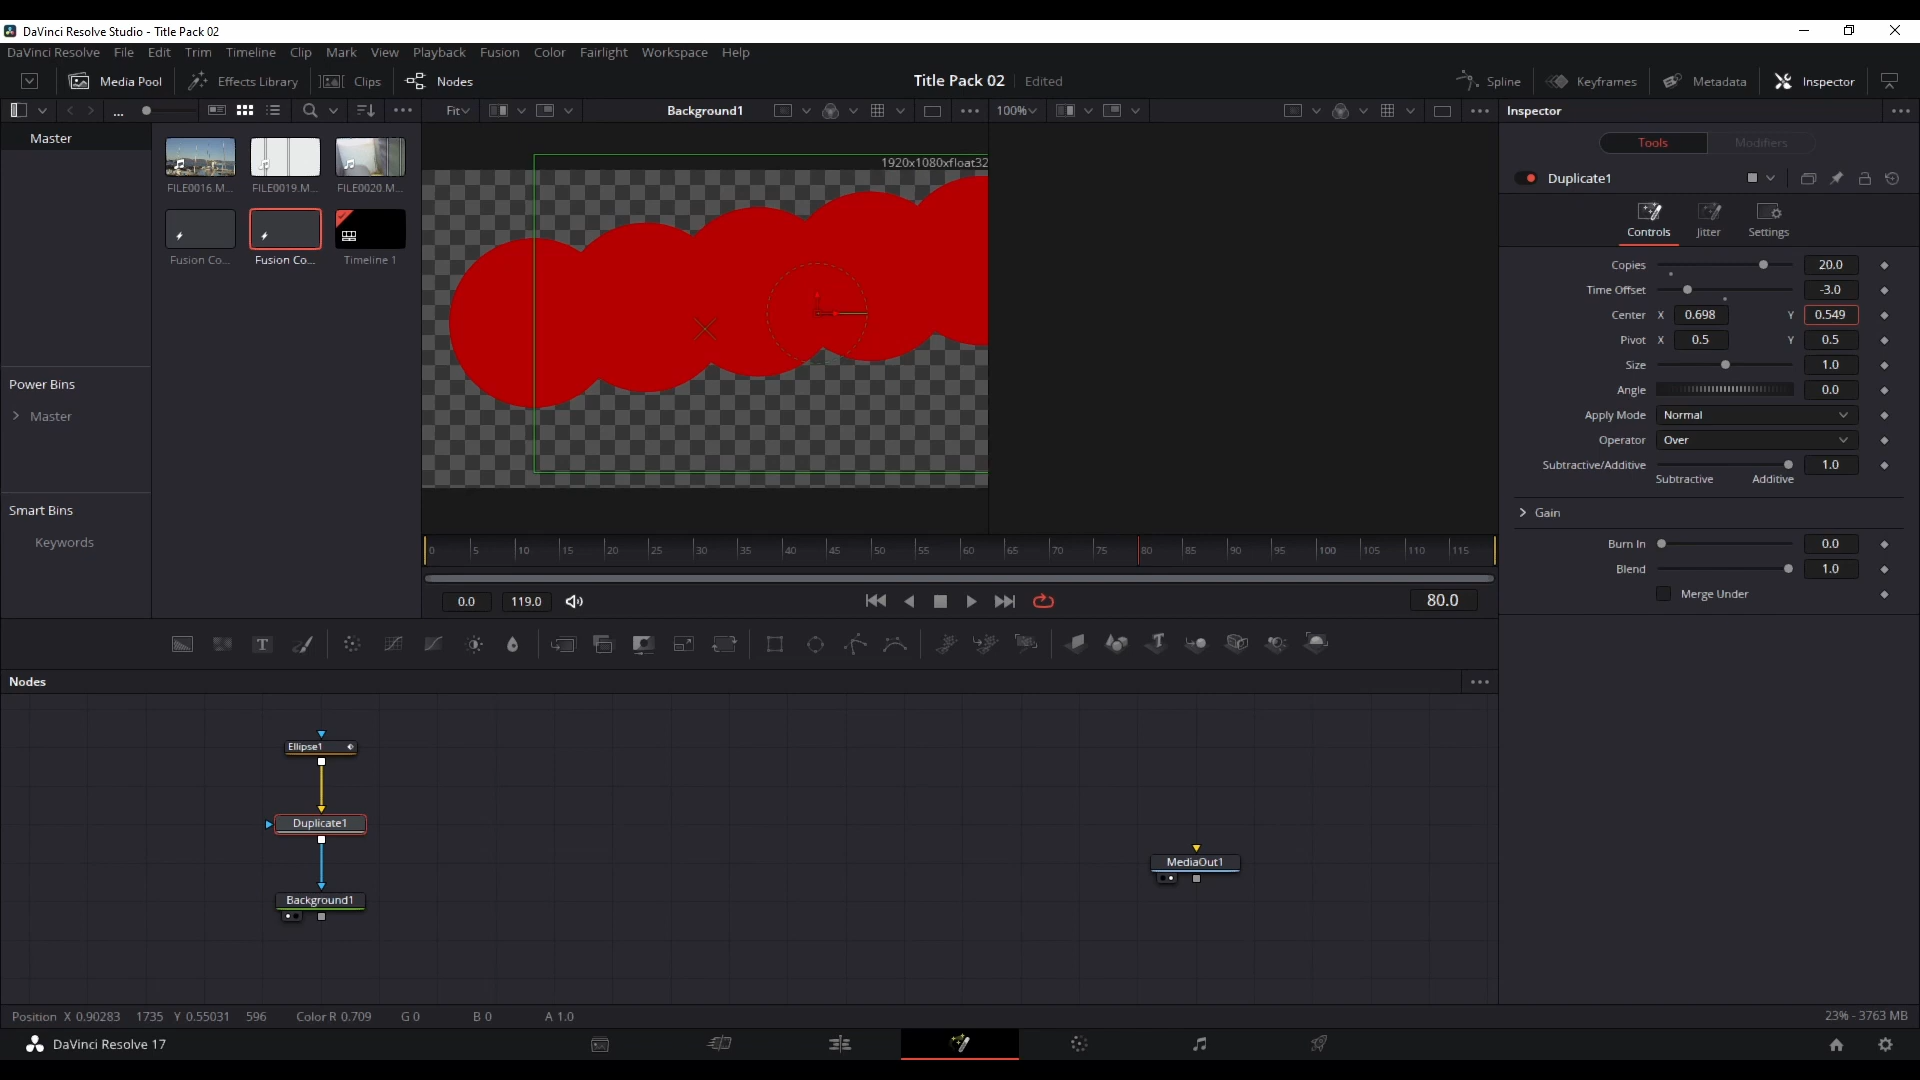 DaVinci Resolve Studio - Title Pack 02
DaVinci Resolve File Edit Trim Timeline Clip Mark View Playback Fusion Color Fairlight Workspace Help
Media Pool Effects Library Clips Nodes Title Pack 02 Edited Spline Keyframes Metadata Inspector
... Fit Background1 100% Inspector
Master
Tools Modifiers
1920x1080xfloat32
FILE0016.M... FILE0019.M... FILE0020.M...
Duplicate1
Controls Jitter Settings
Fusion Co... Fusion Co... Timeline 1
Copies 20.0
Time Offset -3.0
Center X 0.698 Y 0.549
Pivot X 0.5 Y 0.5
Size 1.0
Power Bins
Angle 0.0
Master
Apply Mode Normal
Operator Over
Subtractive/Additive 1.0
Subtractive Additive
Smart Bins
Gain
Keywords
Burn In 0.0
0 5 10 15 20 25 30 35 40 45 50 55 60 65 70 75 80 85 90 95 100 105 110 115
Blend 1.0
Merge Under
0.0 119.0 80.0
T
T
Nodes
Ellipse1
Duplicate1
MediaOut1
Background1
Position X 0.90283 1735 Y 0.55031 596 Color R 0.709 G 0 B 0 A 1.0 23% - 3763 MB
DaVinci Resolve 17